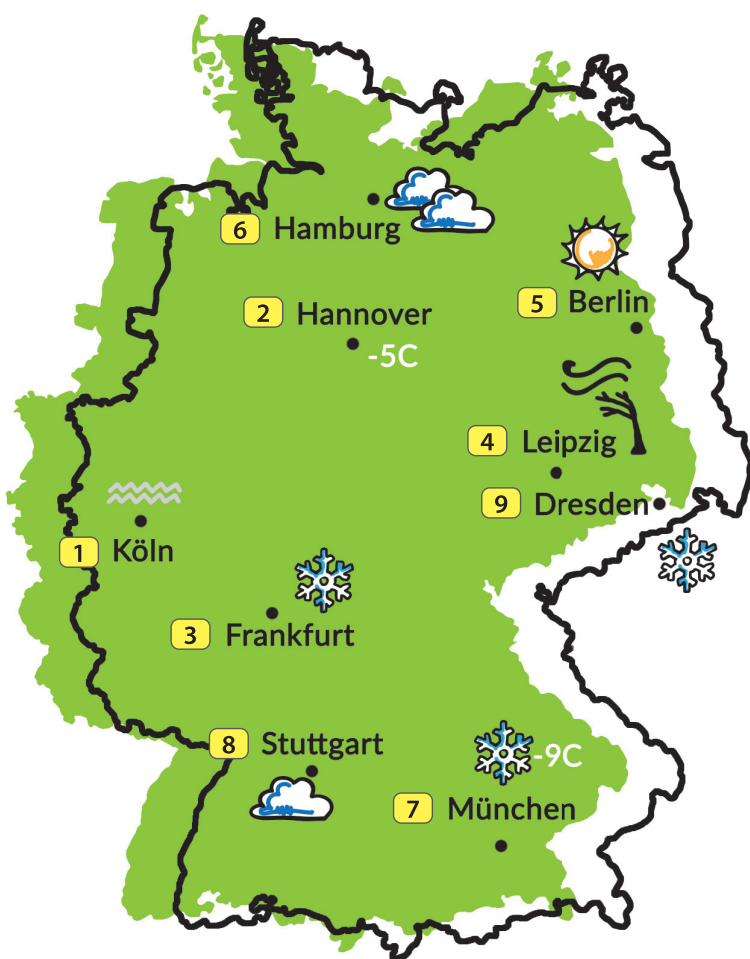 6 Hamburg
2 Hannover
-5C
5 Berlin
4 Leipzig
9 Dresden
1 Köln
3 Frankfurt
8 Stuttgart
-9C
7 München